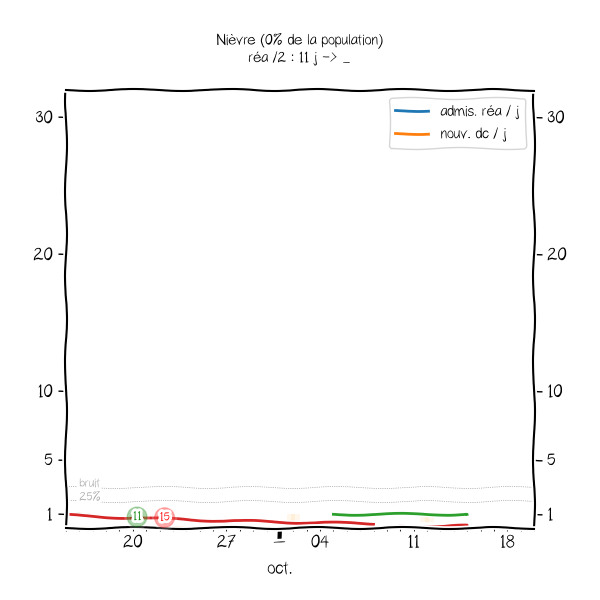 Nièvre (0% de la population)
réa /2 : 11 j -> _
admis. réa / j
nouv. dc / j
30 30
20 20
10 10
5 5
bruit
25%
1 1
11 15
20 27 04 11 18
oct.